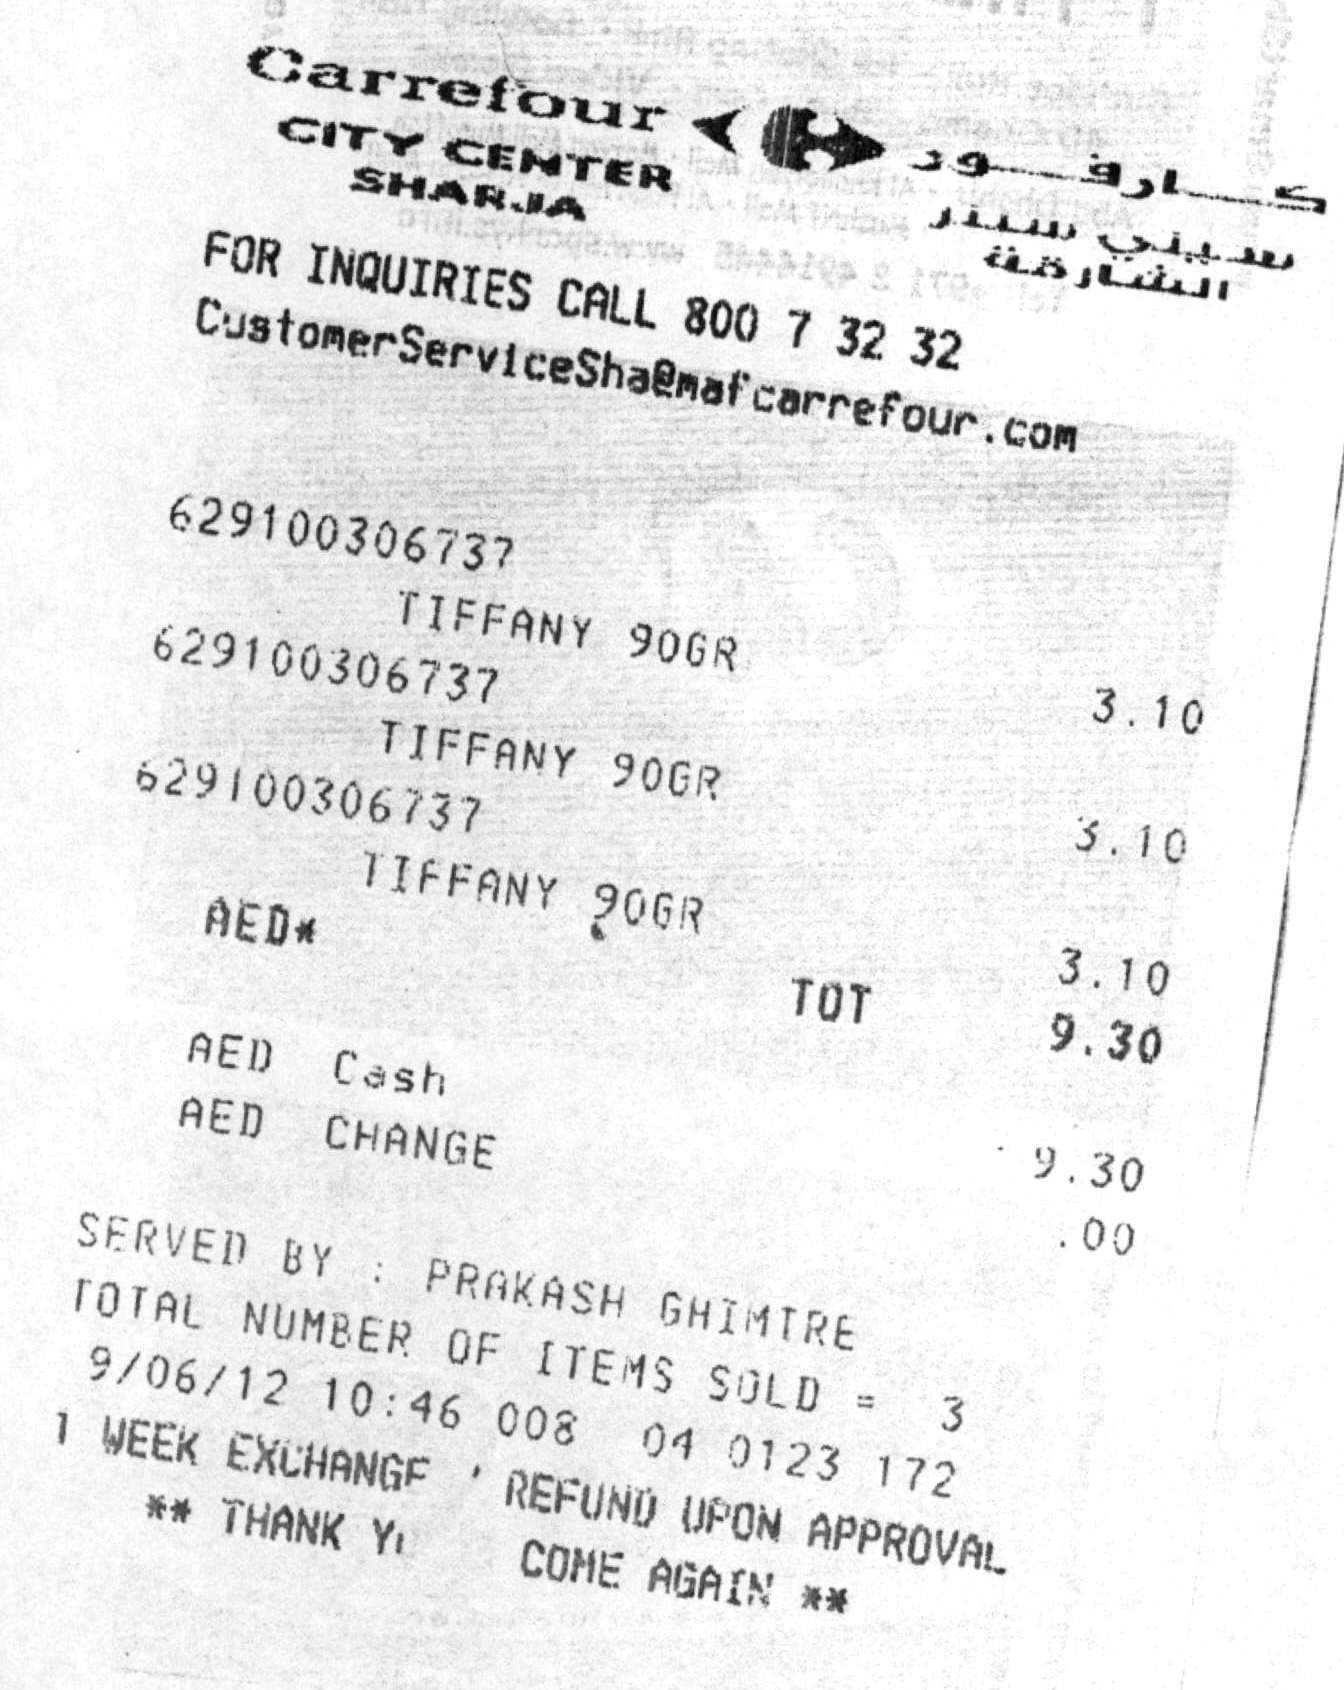 Carrefour كارفور
CITY CENTER سيتي سنتر
SHARJA الشارقة
FOR INQUIRIES CALL 800 7 32 32
CustomerServiceSha@mafcarrefour.com
629100306737
TIFFANY 90GR 3.10
629100306737
TIFFANY 90GR 3.10
629100306737
TIFFANY 90GR 3.10
AED* TOT 9.30
AED Cash 9.30
AED CHANGE .00
SERVED BY : PRAKASH GHIMIRE
TOTAL NUMBER OF ITEMS SOLD = 3
9/06/12 10:46 008 04 0123 172
1 WEEK EXCHANGE REFUND UPON APPROVAL
** THANK COME AGAIN **